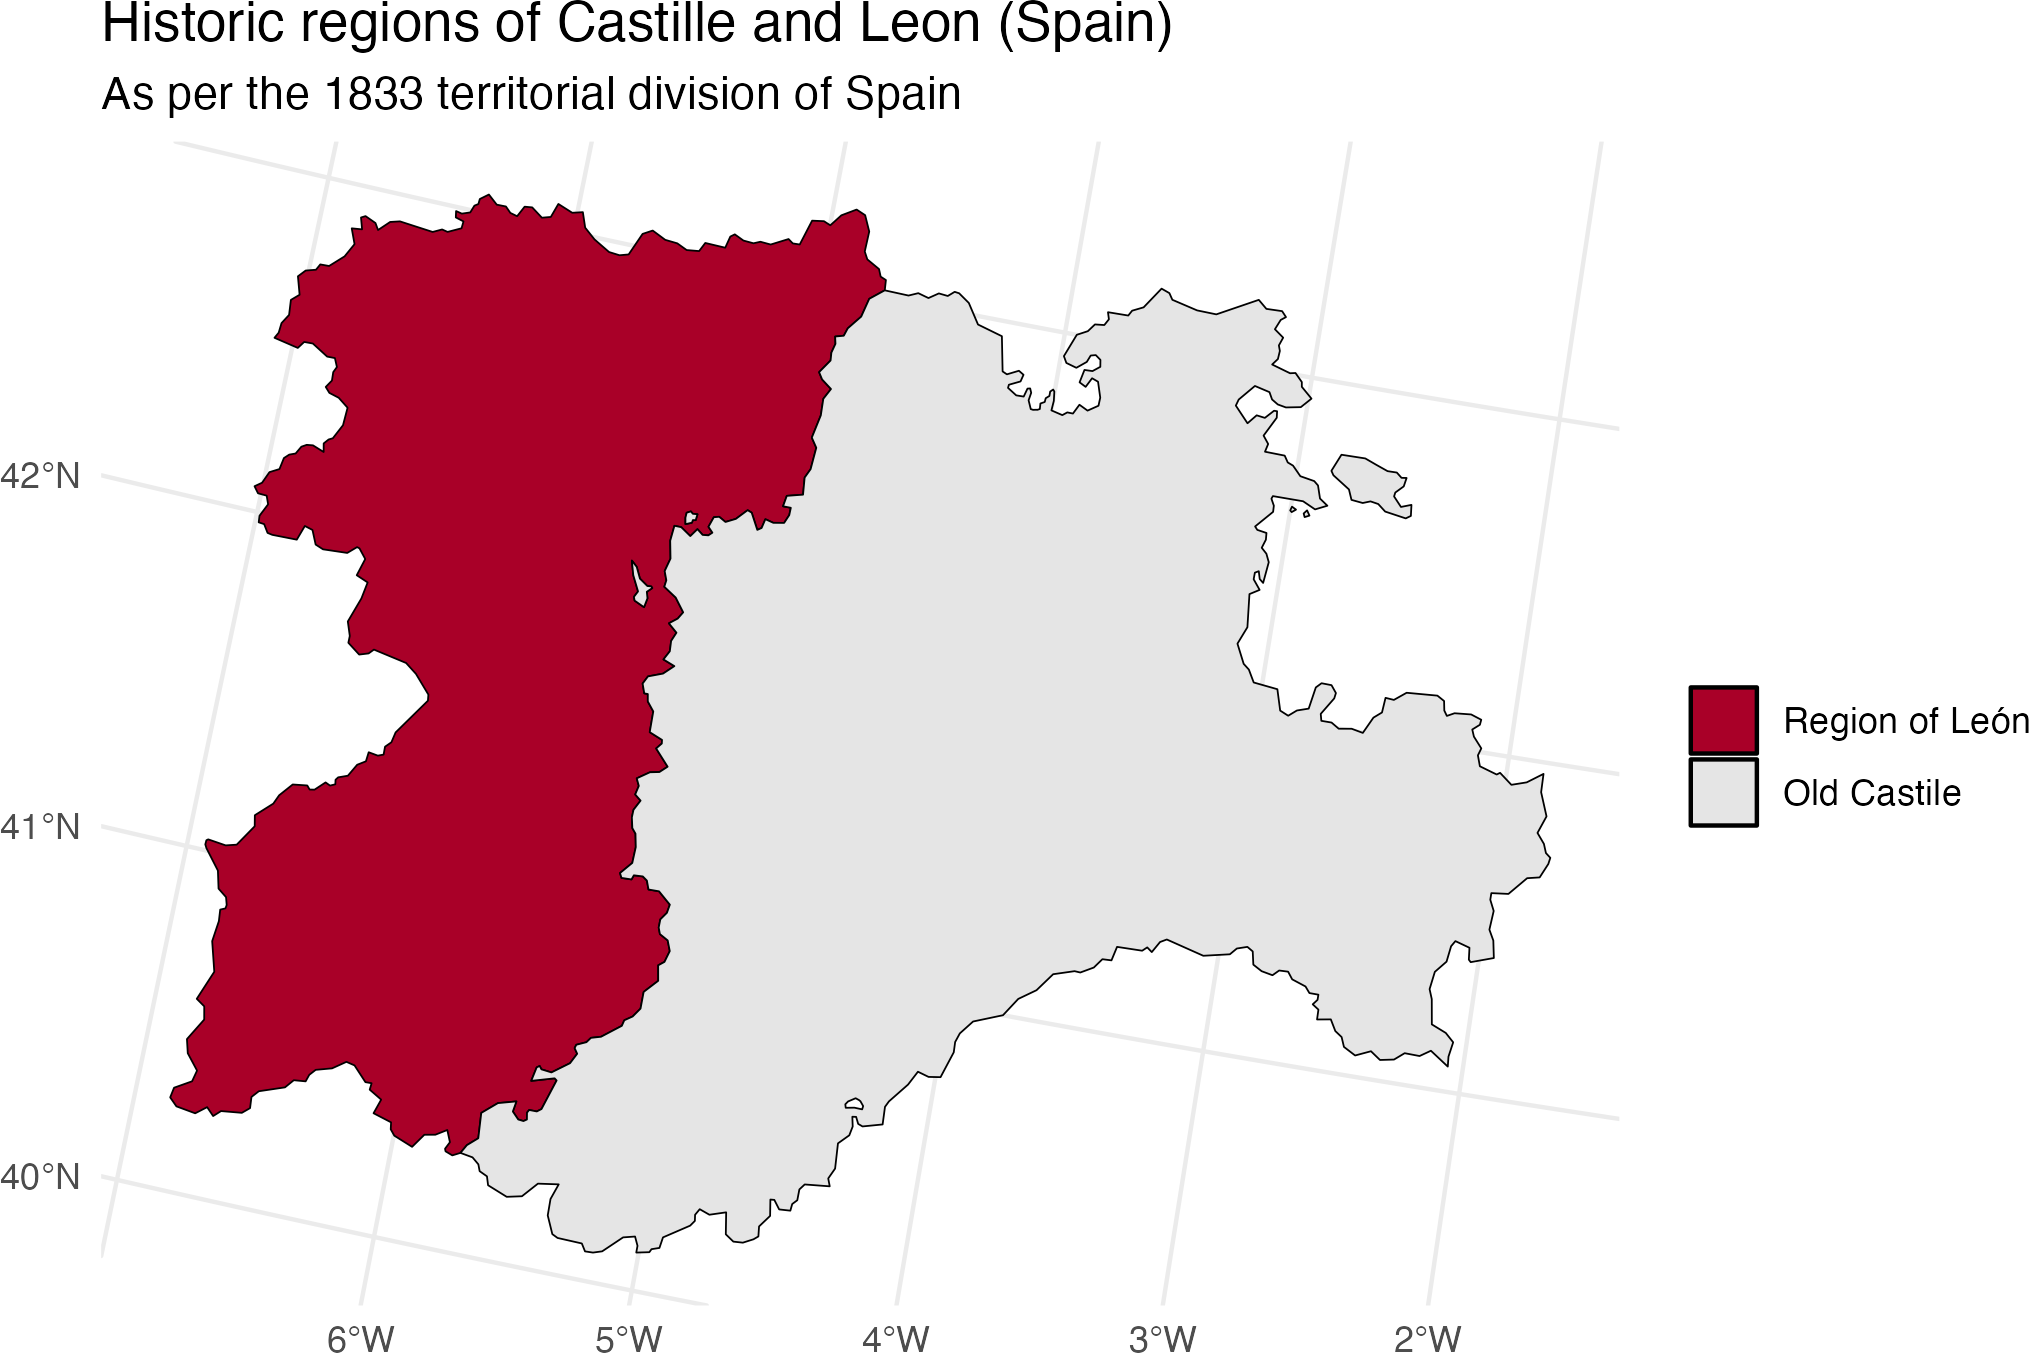 Historic regions of Castille and Leon (Spain)
As per the 1833 territorial division of Spain
42°N
41°N
40°N
6°W
5°W
4°W
3°W
2°W
Region of León
Old Castile